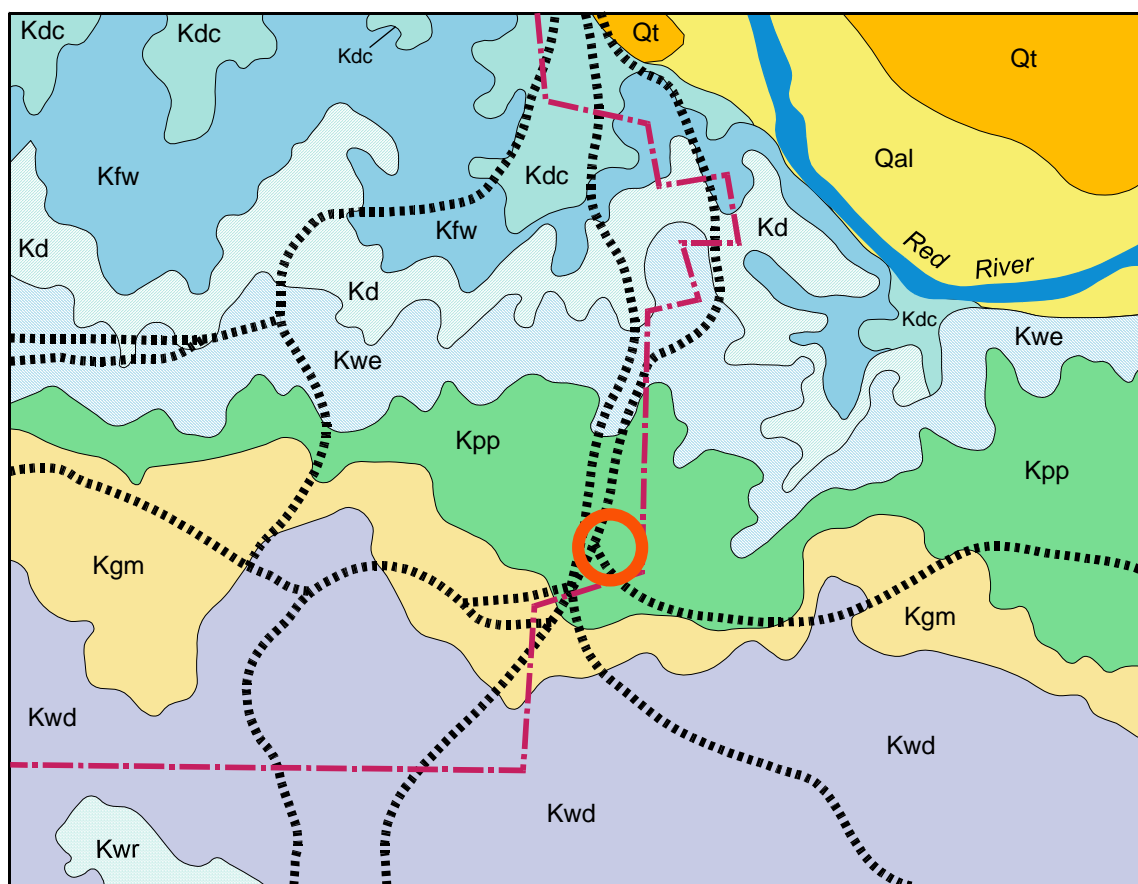 Kdc
Kdc
Kdc
Qt
Qt
Qal
Kfw
Kdc
Kfw
Kd
Kd
Kd
Red
River
Kdc
Kwe
Kwe
Kpp
Kpp
Kgm
Kgm
Kwd
Kwd
Kwd
Kwr